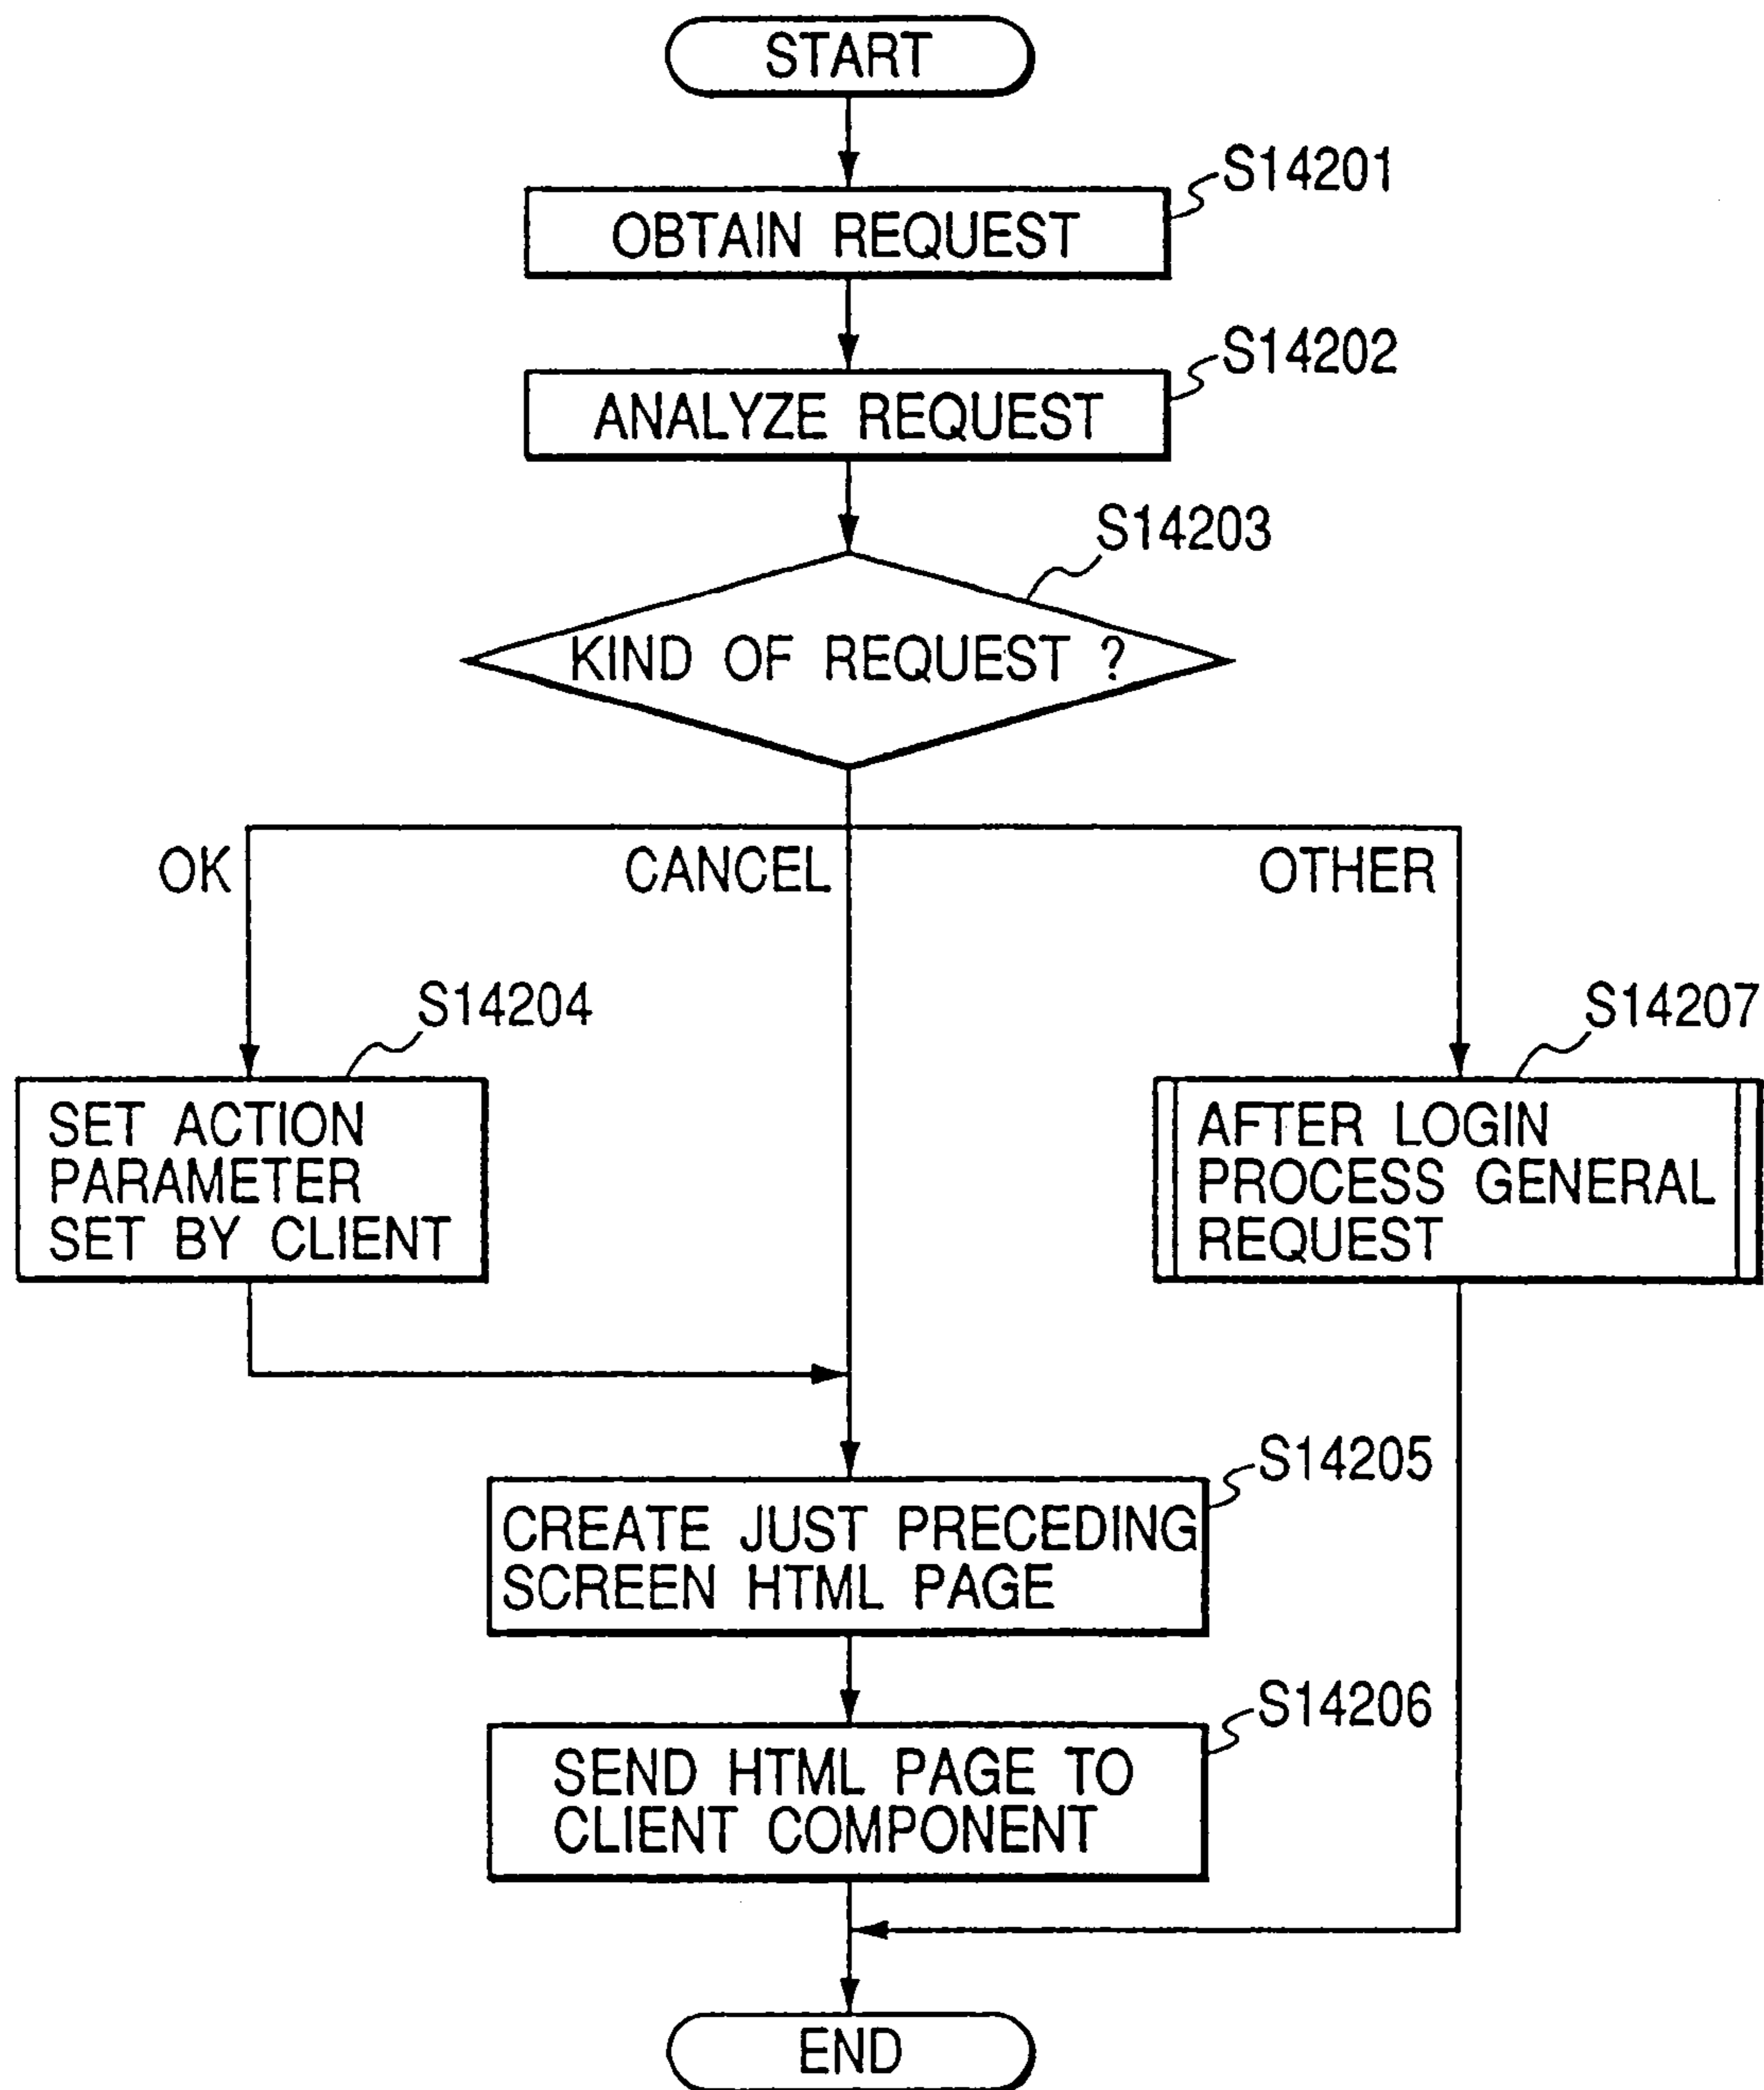 START
S14201
OBTAIN REQUEST
S14202
ANALYZE REQUEST
S14203
KIND OF REQUEST ?
OK
CANCEL
OTHER
S14204
SET ACTION
PARAMETER
SET BY CLIENT
S14207
AFTER LOGIN
PROCESS GENERAL
REQUEST
S14205
CREATE JUST PRECEDING
SCREEN HTML PAGE
S14206
SEND HTML PAGE TO
CLIENT COMPONENT
END